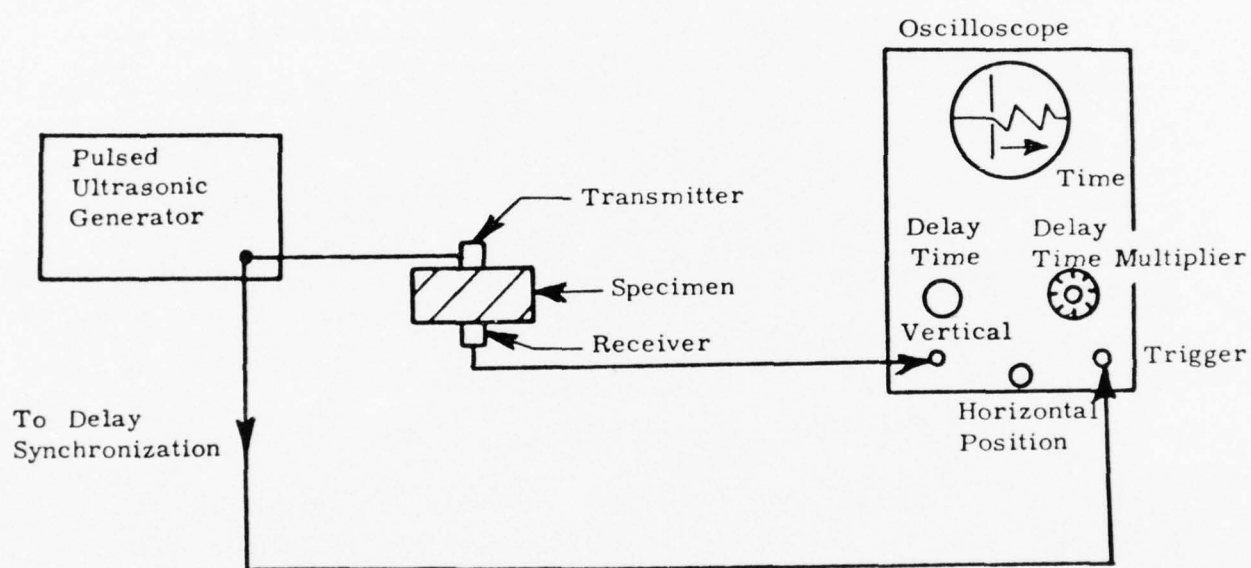 Oscilloscope
Pulsed
Ultrasonic
Generator
Transmitter
Time
Specimen
Delay
Time
Delay
Time Multiplier
Receiver
Vertical
Trigger
Horizontal
Position
To Delay
Synchronization